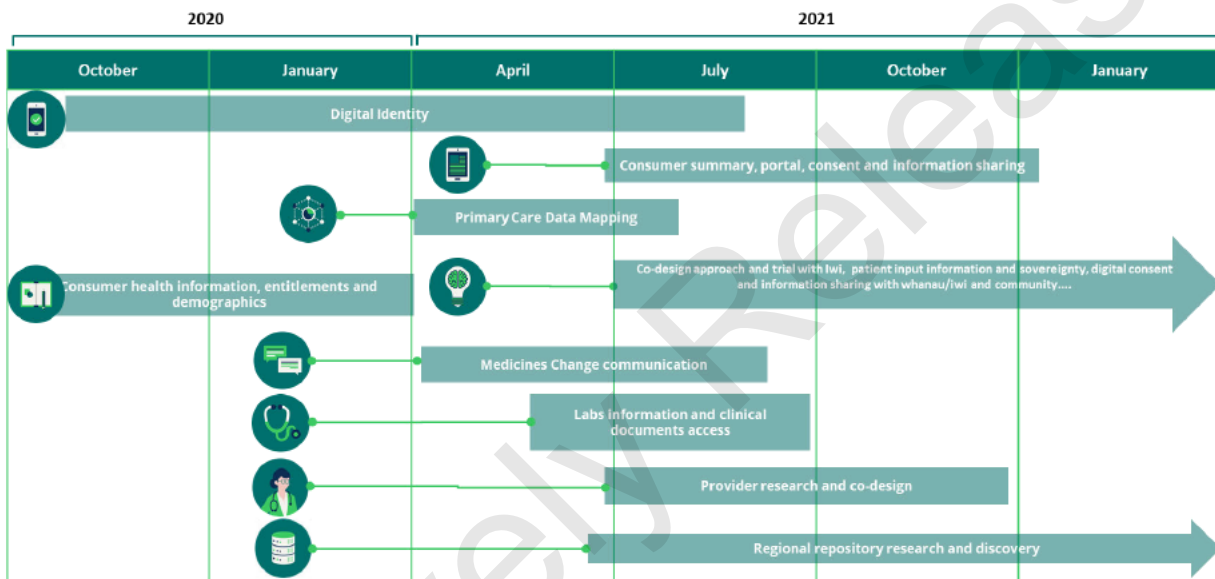 2020
2021
October
January
April
July
October
January
Digital Identity
Consumer summary, portal, consent and information sharing
Primary Care Data Mapping
Consumer health information, entitlements and
demographics
Co-design approach and trial with Iwi, patient input information and sovereignty, digital consent
and information sharing with whanau/iwi and community....
Medicines Change communication
Labs information and clinical
documents access
Provider research and co-design
Regional repository research and discovery
ely Releas